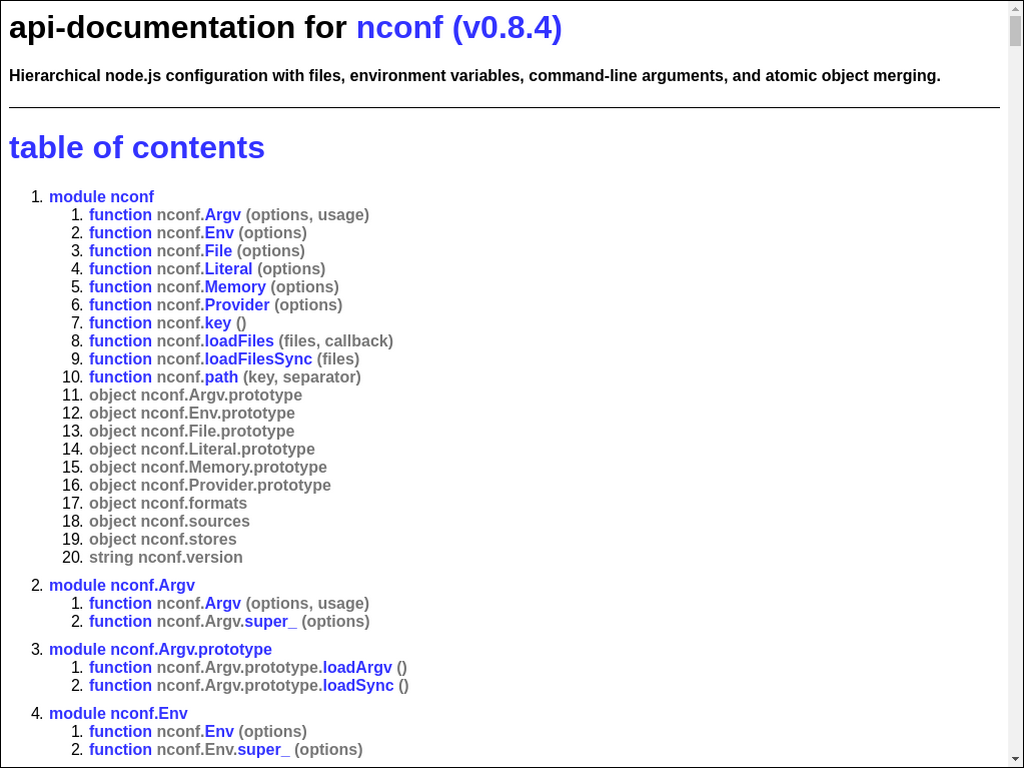 api-documentation for nconf (v0.8.4)
Hierarchical node.js configuration with files, environment variables, command-line arguments, and atomic object merging.
table of contents
1. module nconf
1. function nconf.Argv (options, usage)
2. function nconf.Env (options)
3. function nconf.File (options)
4. function nconf.Literal (options)
5. function nconf.Memory (options)
6. function nconf.Provider (options)
7. function nconf.key ()
8. function nconf.loadFiles (files, callback)
9. function nconf.loadFilesSync (files)
10. function nconf.path (key, separator)
11. object nconf.Argv.prototype
12. object nconf.Env.prototype
13. object nconf.File.prototype
14. object nconf.Literal.prototype
15. object nconf.Memory.prototype
16. object nconf.Provider.prototype
17. object nconf.formats
18. object nconf.sources
19. object nconf.stores
20. string nconf.version
2. module nconf.Argv
1. function nconf.Argv (options, usage)
2. function nconf.Argv.super_ (options)
3. module nconf.Argv.prototype
1. function nconf.Argv.prototype.loadArgv ()
2. function nconf.Argv.prototype.loadSync ()
4. module nconf.Env
1. function nconf.Env (options)
2. function nconf.Env.super_ (options)